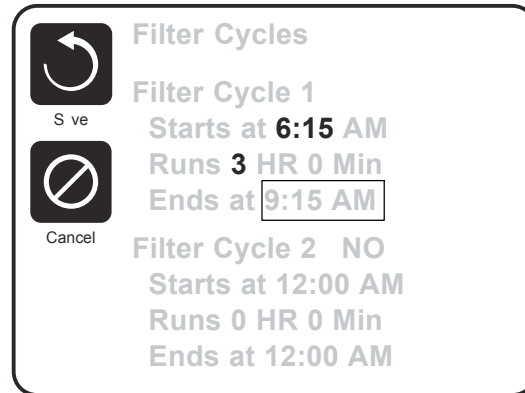 Filter Cycles
Filter Cycle 1
Starts at 6:15 AM
Runs 3 HR 0 Min
Ends at 9:15 AM
Filter Cycle 2 NO
Starts at 12:00 AM
Runs 0 HR 0 Min
Ends at 12:00 AM
S ve
Cancel